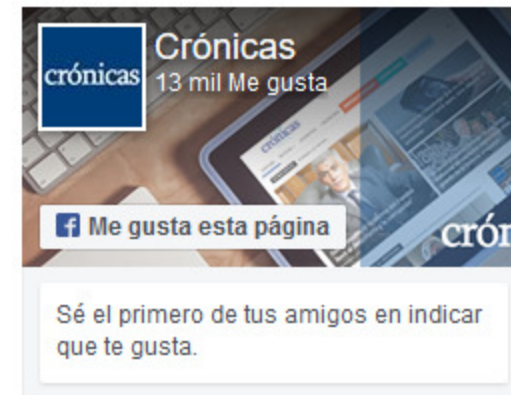 crónicas
Crónicas
13 mil Me gusta
crónicas
Me gusta esta página
crón
Sé el primero de tus amigos en indicar
que te gusta.